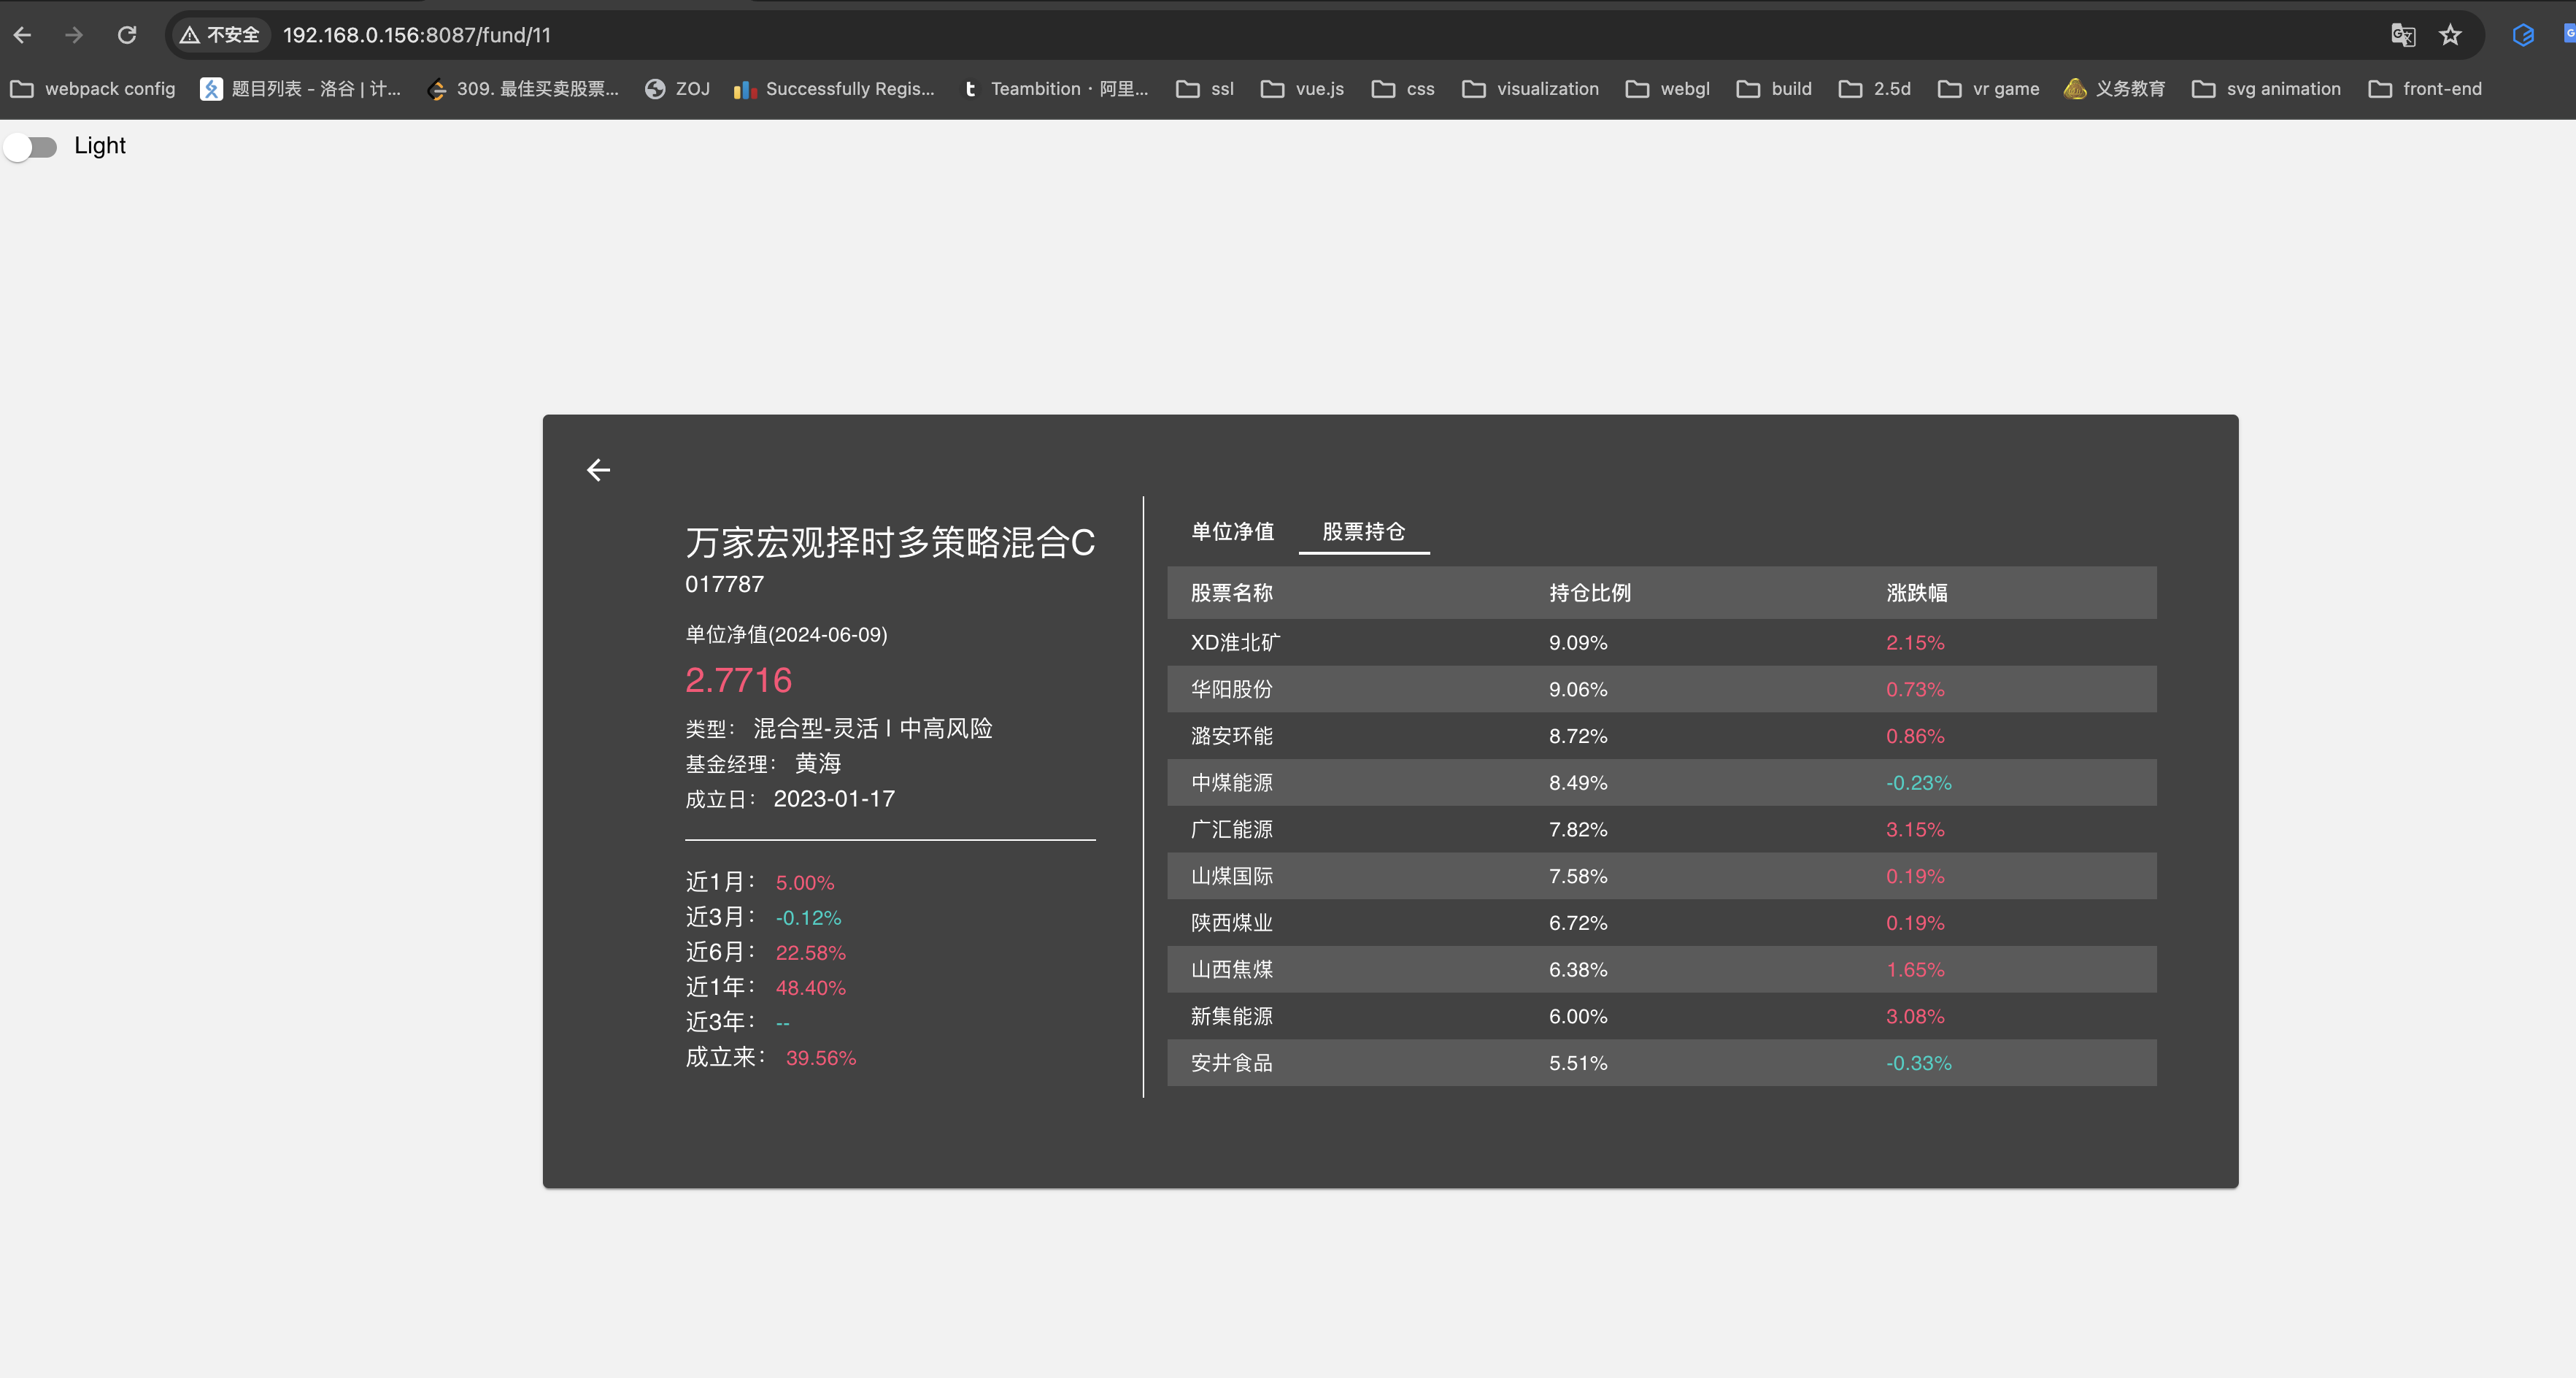 不安全 192.168.0.156:8087/fund/11
webpack config 题目列表 - 洛谷 | 计... 309. 最佳买卖股票... ZOJ Successfully Regis... Teambition · 阿里... ssl vue.js css visualization webgl build 2.5d vr game 义务教育 svg animation front-end
Light
万家宏观择时多策略混合C
017787
单位净值(2024-06-09)
2.7716
类型： 混合型-灵活 | 中高风险
基金经理： 黄海
成立日： 2023-01-17
近1月： 5.00%
近3月： -0.12%
近6月： 22.58%
近1年： 48.40%
近3年： --
成立来： 39.56%
单位净值 股票持仓
股票名称 持仓比例 涨跌幅
XD淮北矿 9.09% 2.15%
华阳股份 9.06% 0.73%
潞安环能 8.72% 0.86%
中煤能源 8.49% -0.23%
广汇能源 7.82% 3.15%
山煤国际 7.58% 0.19%
陕西煤业 6.72% 0.19%
山西焦煤 6.38% 1.65%
新集能源 6.00% 3.08%
安井食品 5.51% -0.33%